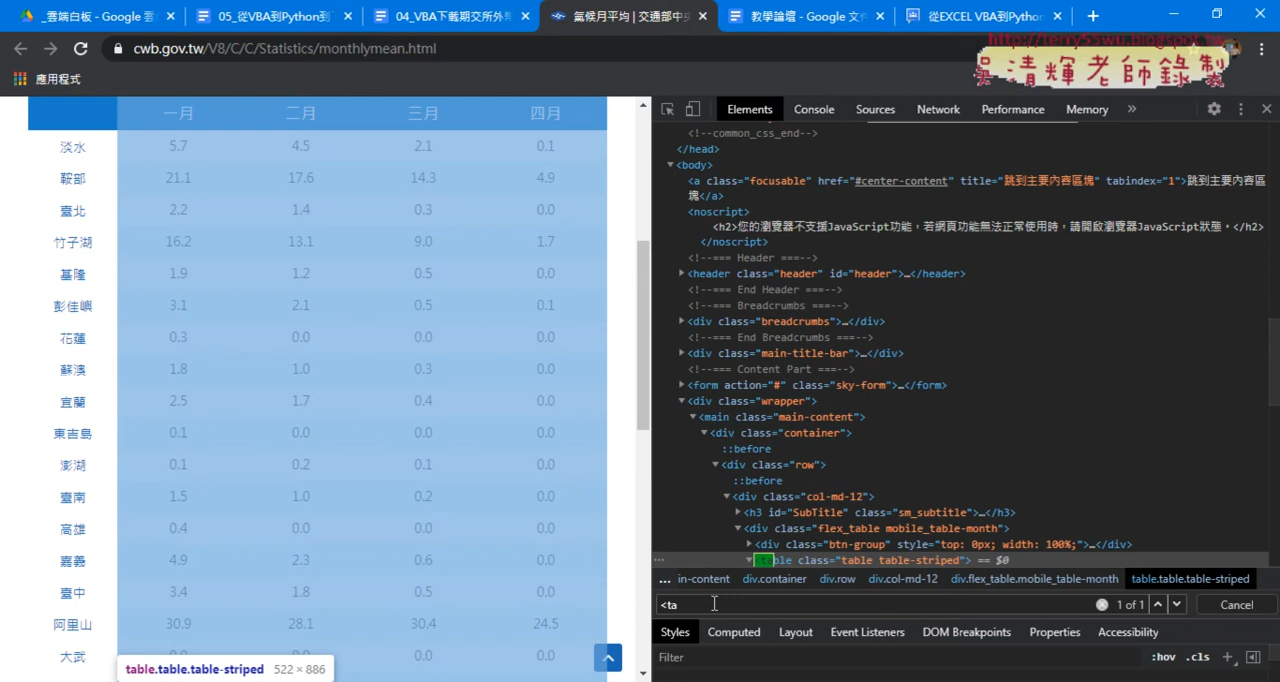 _雲端白板 - Google 雲
05_從VBA到Python到
04_VBA下載期交所外
氣候月平均 | 交通部中央
教學論壇 - Google 文件
從EXCEL VBA到Python
cwb.gov.tw/V8/C/C/Statistics/monthlymean.html
http://terry55wu.blogspot.tw
吳清輝老師錄製
應用程式
一月 二月 三月 四月
淡水 5.7 4.5 2.1 0.1
鞍部 21.1 17.6 14.3 4.9
臺北 2.2 1.4 0.3 0.0
竹子湖 16.2 13.1 9.0 1.7
基隆 1.9 1.2 0.5 0.0
彭佳嶼 3.1 2.1 0.5 0.1
花蓮 0.3 0.0 0.0 0.0
蘇澳 1.8 1.0 0.3 0.0
宜蘭 2.5 1.7 0.4 0.0
東吉島 0.1 0.0 0.0 0.0
澎湖 0.1 0.2 0.1 0.0
臺南 1.5 1.0 0.2 0.0
高雄 0.4 0.0 0.0 0.0
嘉義 4.9 2.3 0.6 0.0
臺中 3.4 1.8 0.5 0.0
阿里山 30.9 28.1 30.4 24.5
大武 0.0 0.0 0.0
table.table.table-striped 522 × 886
Elements Console Sources Network Performance Memory »
<!--common_css_end-->
</head>
<body>
<a class="focusable" href="#center-content" title="跳到主要內容區塊" tabindex="1">跳到主要內容區
塊</a>
<noscript>
<h2>您的瀏覽器不支援JavaScript功能，若網頁功能無法正常使用時，請開啟瀏覽器JavaScript狀態。</h2>
</noscript>
<!--=== Header ===-->
<header class="header" id="header">…</header>
<!--=== End Header ===-->
<!--=== Breadcrumbs ===-->
<div class="breadcrumbs">…</div>
<!--=== End Breadcrumbs ===-->
<div class="main-title-bar">…</div>
<!--=== Content Part ===-->
<form action="#" class="sky-form">…</form>
<div class="wrapper">
<main class="main-content">
<div class="container">
::before
<div class="row">
::before
<div class="col-md-12">
<h3 id="SubTitle" class="sm_subtitle">…</h3>
<div class="flex_table mobile_table-month">
<div class="btn-group" style="top: 0px; width: 100%;">…</div>
<table class="table table-striped"> == $0
... in-content div.container div.row div.col-md-12 div.flex_table.mobile_table-month table.table.table-striped
<ta 1 of 1 Cancel
Styles Computed Layout Event Listeners DOM Breakpoints Properties Accessibility
Filter :hov .cls +